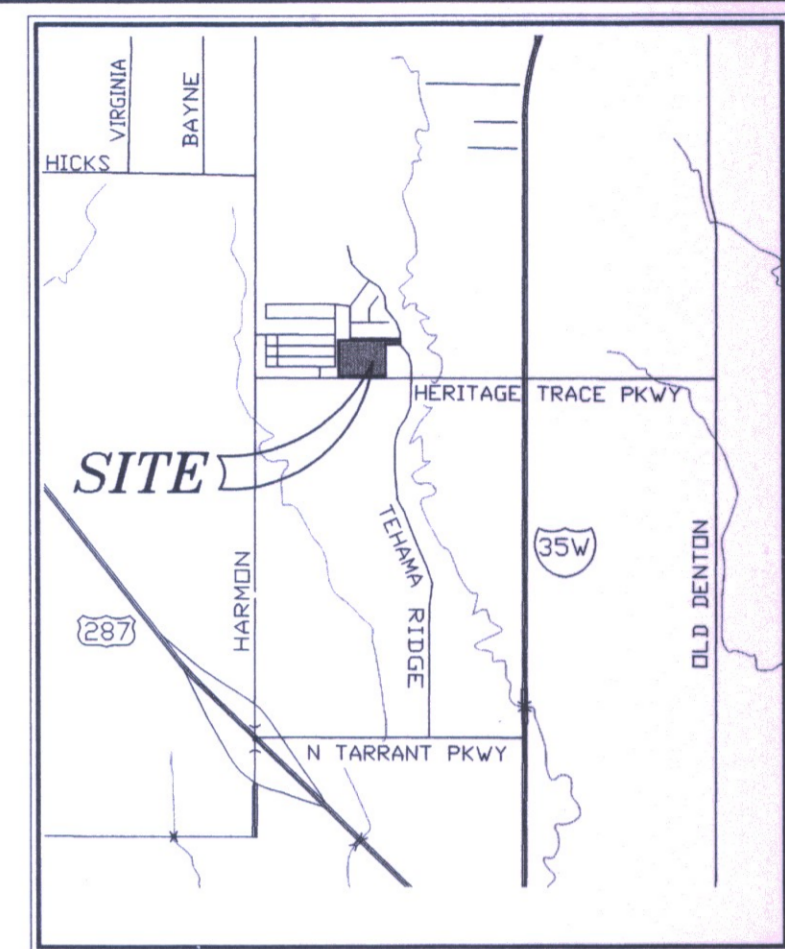 VIRGINIA
BAYNE
HICKS
HERITAGE TRACE PKWY
SITE
TEHAMA RIDGE
35W
HARMON
OLD DENTON
287
N TARRANT PKWY